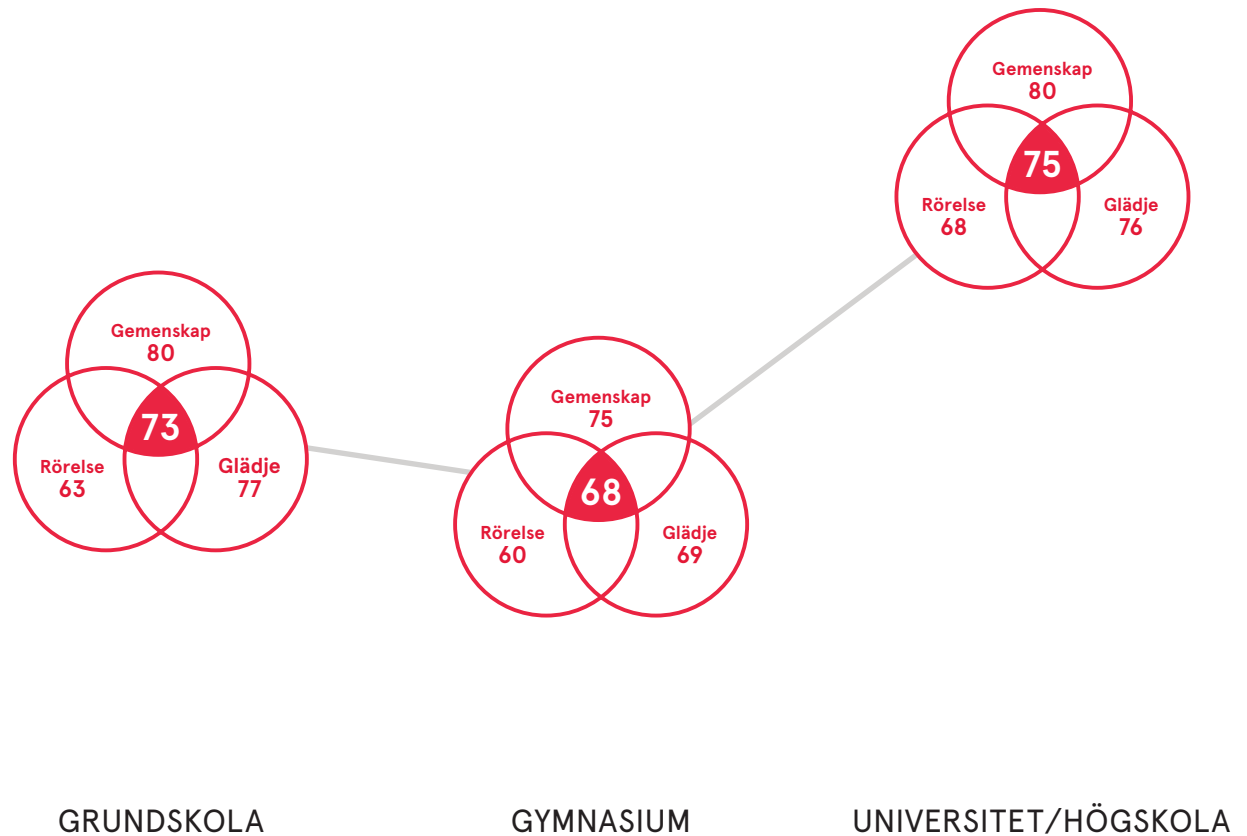 Gemenskap
80
73
Rörelse
63
Glädje
77
Gemenskap
75
68
Rörelse
60
Glädje
69
Gemenskap
80
75
Rörelse
68
Glädje
76
GRUNDSKOLA
GYMNASIUM
UNIVERSITET/HÖGSKOLA